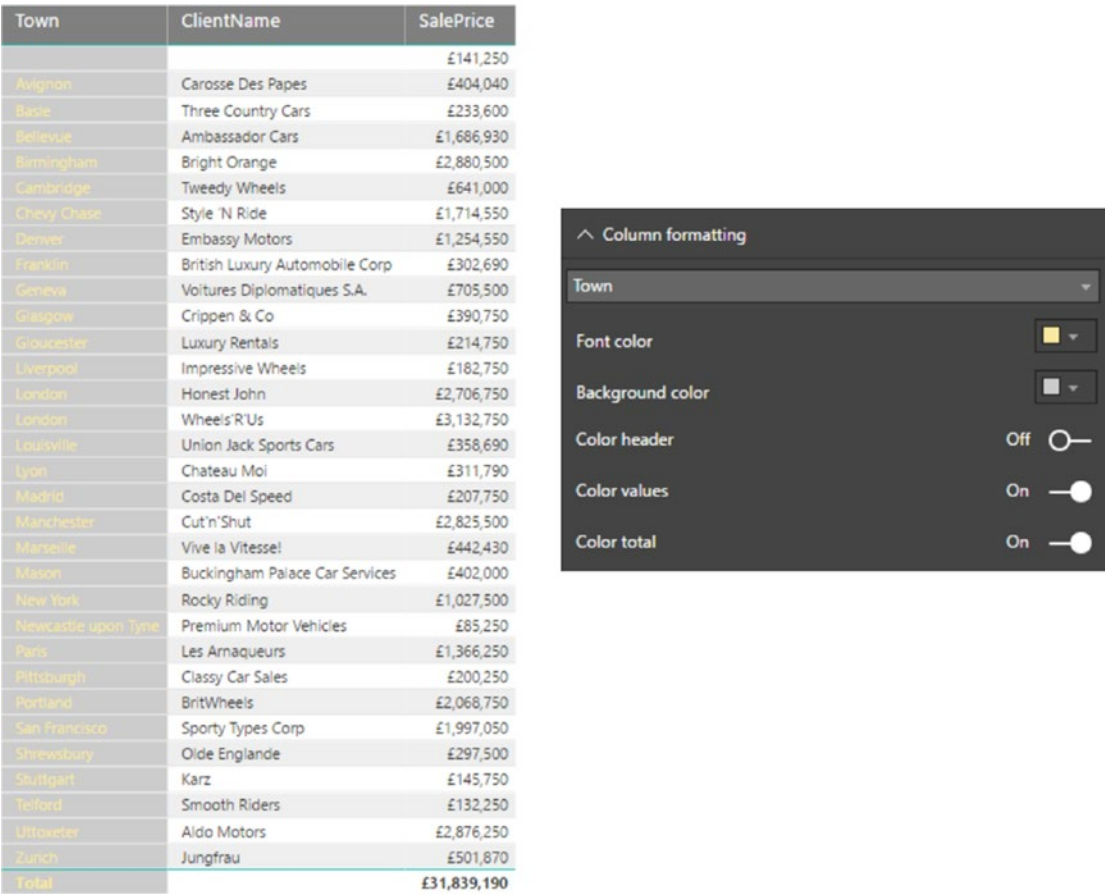 Town ClientName SalePrice
£141,250
Avignon Carosse Des Papes £404,040
Basle Three Country Cars £233,600
Bellevue Ambassador Cars £1,686,930
Birmingham Bright Orange £2,880,500
Cambridge Tweedy Wheels £641,000
Chevy Chase Style 'N Ride £1,714,550
Denver Embassy Motors £1,254,550
Franklin British Luxury Automobile Corp £302,690
Geneva Voitures Diplomatiques S.A. £705,500
Glasgow Crippen & Co £390,750
Gloucester Luxury Rentals £214,750
Liverpool Impressive Wheels £182,750
London Honest John £2,706,750
London Wheels'R'Us £3,132,750
Louisville Union Jack Sports Cars £358,690
Lyon Chateau Moi £311,790
Madrid Costa Del Speed £207,750
Manchester Cut'n'Shut £2,825,500
Marseille Vive la Vitesse! £442,430
Mason Buckingham Palace Car Services £402,000
New York Rocky Riding £1,027,500
Newcastle upon Tyne Premium Motor Vehicles £85,250
Paris Les Arnaqueurs £1,366,250
Pittsburgh Classy Car Sales £200,250
Portland BritWheels £2,068,750
San Francisco Sporty Types Corp £1,997,050
Shrewsbury Olde Englande £297,500
Stuttgart Karz £145,750
Telford Smooth Riders £132,250
Uttoxeter Aldo Motors £2,876,250
Zurich Jungfrau £501,870
Total £31,839,190
Column formatting
Town
Font color
Background color
Color header Off
Color values On
Color total On